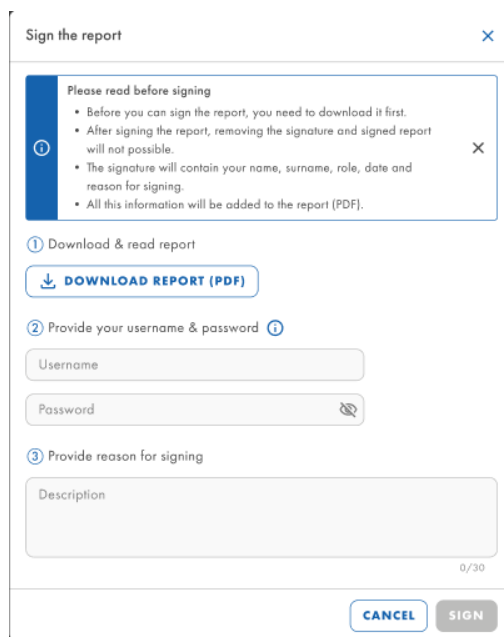 Sign the report
Please read before signing
• Before you can sign the report, you need to download it first.
• After signing the report, removing the signature and signed report
will not possible.
• The signature will contain your name, surname, role, date and
reason for signing.
• All this information will be added to the report (PDF).
1 Download & read report
DOWNLOAD REPORT (PDF)
2 Provide your username & password
Username
Password
3 Provide reason for signing
Description
0/30
CANCEL SIGN